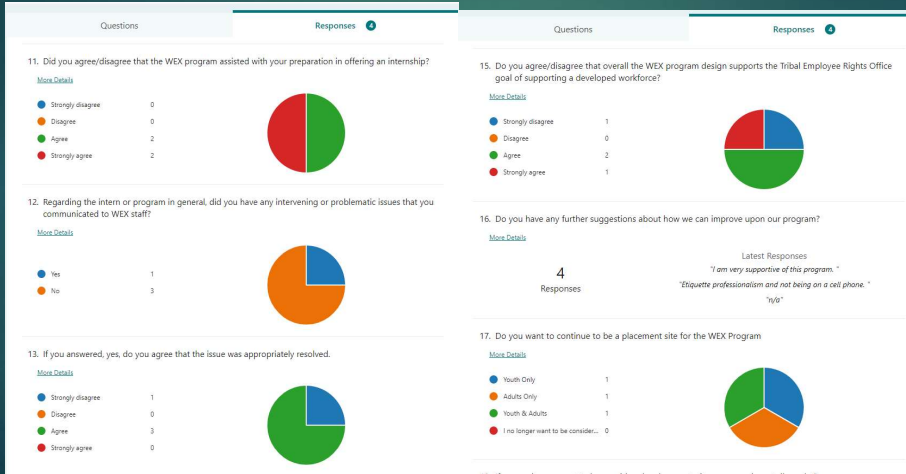 Questions
Responses 4
11. Did you agree/disagree that the WEX program assisted with your preparation in offering an internship?
More Details
Strongly disagree 0
Disagree 0
Agree 2
Strongly agree 2
12. Regarding the intern or program in general, did you have any intervening or problematic issues that you
communicated to WEX staff?
More Details
Yes 1
No 3
13. If you answered, yes, do you agree that the issue was appropriately resolved.
More Details
Strongly disagree 1
Disagree 0
Agree 3
Strongly agree 0
Questions
Responses 4
15. Do you agree/disagree that overall the WEX program design supports the Tribal Employee Rights Office
goal of supporting a developed workforce?
More Details
Strongly disagree 1
Disagree 0
Agree 2
Strongly agree 1
16. Do you have any further suggestions about how we can improve upon our program?
More Details
4
Responses
Latest Responses
"I am very supportive of this program. "
"Etiquette professionalism and not being on a cell phone. "
"n/a"
17. Do you want to continue to be a placement site for the WEX Program
More Details
Youth Only 1
Adults Only 1
Youth & Adults 1
I no longer want to be consider... 0